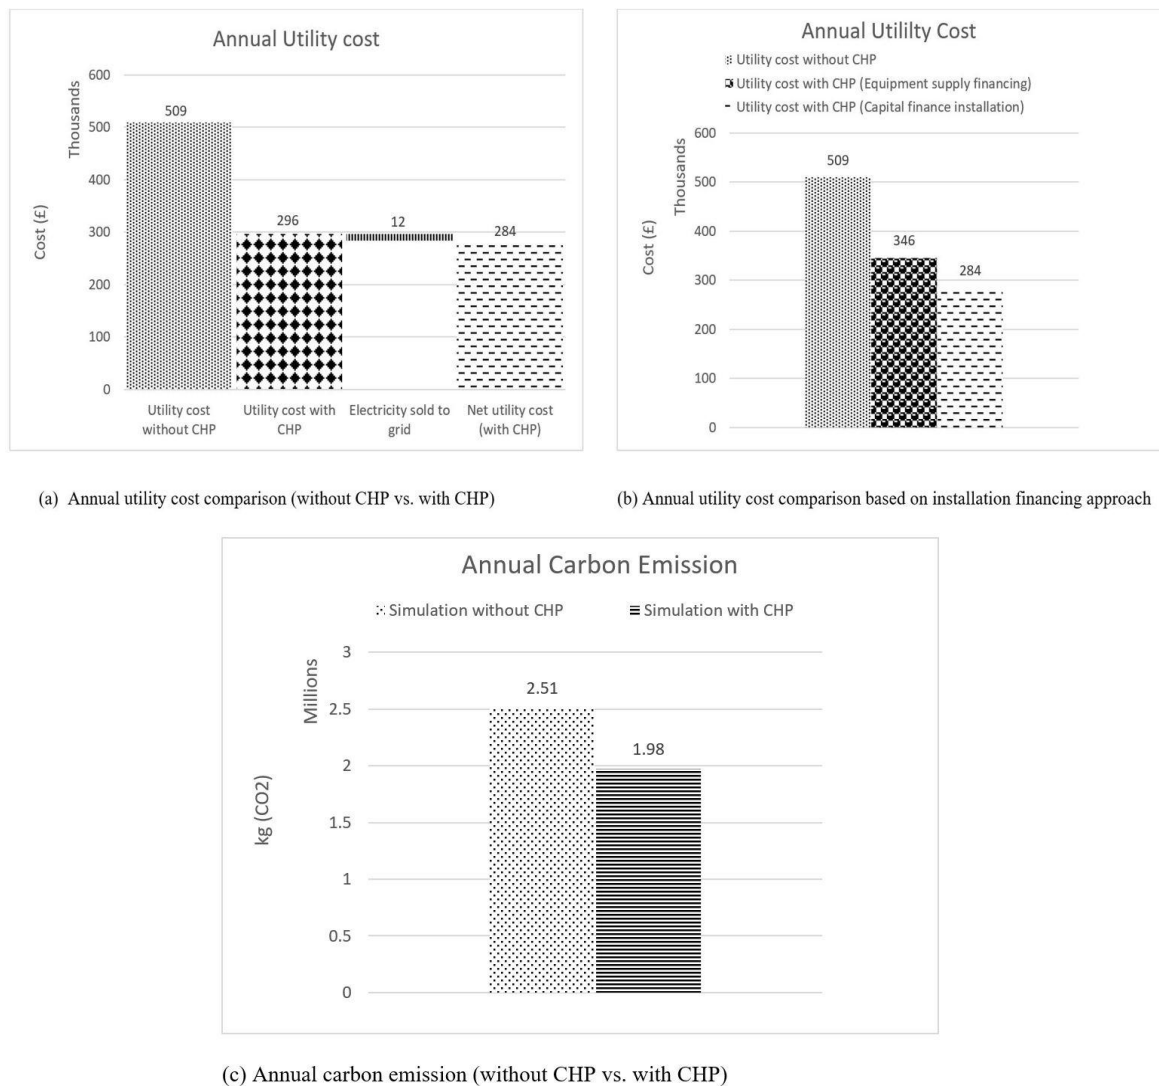 Annual Utility cost
Thousands
Cost (£)
600
500
400
300
200
100
0
509
296
12
284
Utility cost without CHP
Utility cost with CHP
Electricity sold to grid
Net utility cost (with CHP)
(a) Annual utility cost comparison (without CHP vs. with CHP)
Annual Utililty Cost
Utility cost without CHP
Utility cost with CHP (Equipment supply financing)
Utility cost with CHP (Capital finance installation)
Thousands
Cost (£)
600
500
400
300
200
100
0
509
346
284
(b) Annual utility cost comparison based on installation financing approach
Annual Carbon Emission
Simulation without CHP
Simulation with CHP
Millions
kg (CO2)
3
2.5
2
1.5
1
0.5
0
2.51
1.98
(c) Annual carbon emission (without CHP vs. with CHP)